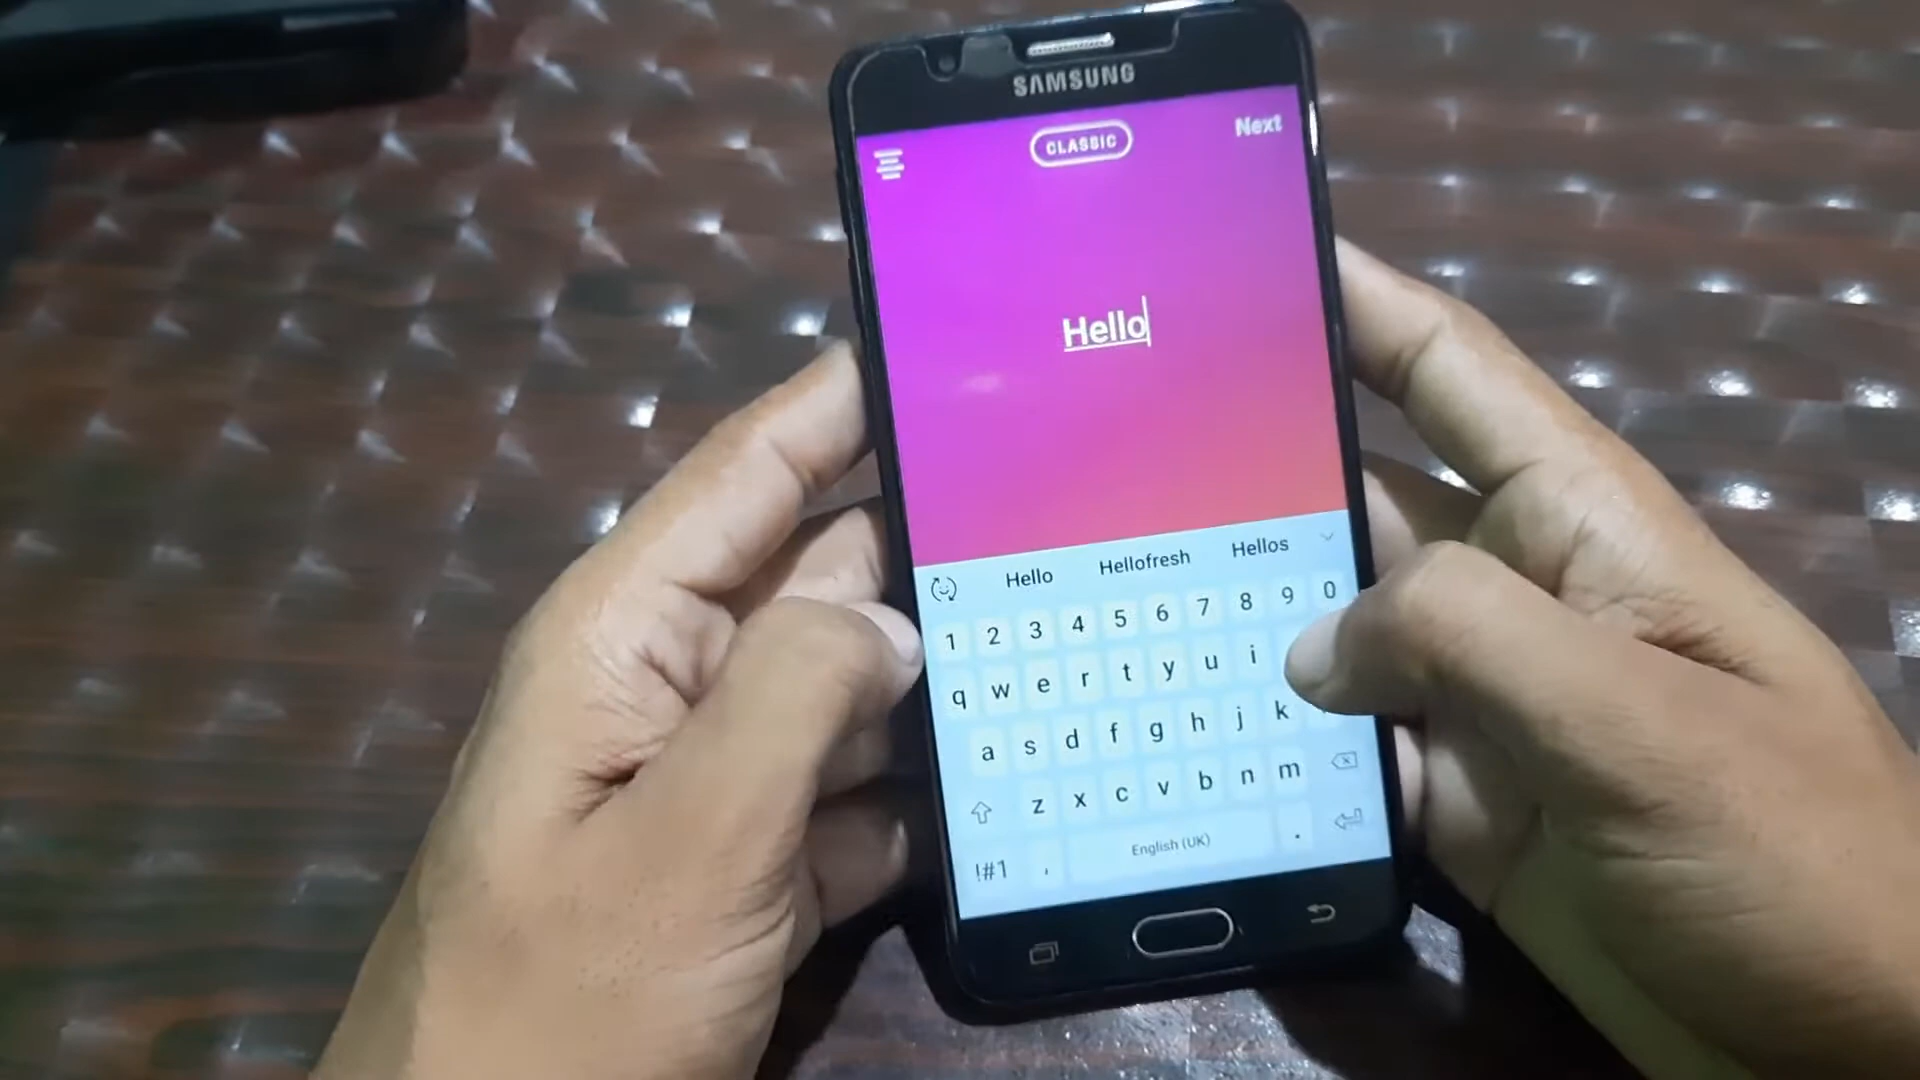 SAMSUNG
CLASSIC
Next
Hello
Hello Hellofresh Hellos
1 2 3 4 5 6 7 8 9 0
q w e r t y u i
a s d f g h j k
z x c v b n m
!#1 , English (UK) .